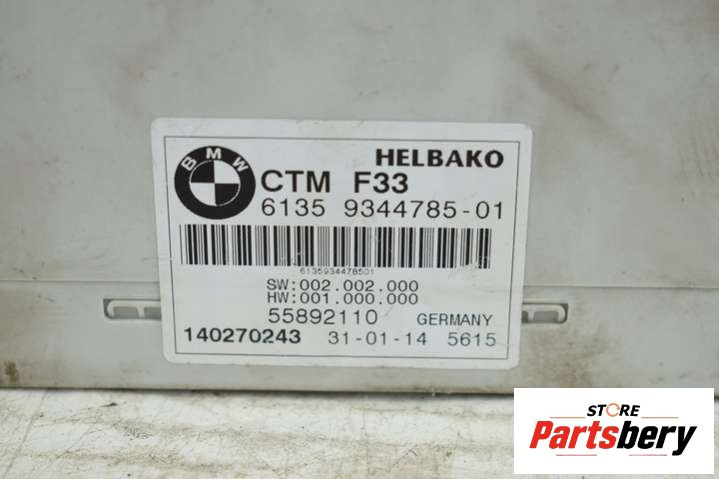 BMW
HELBAKO
CTM F33
6135 9344785-01
6135934478501
SW:002.002.000
HW:001.000.000
55892110 GERMANY
140270243 31-01-14 5615
STORE
Partsbery